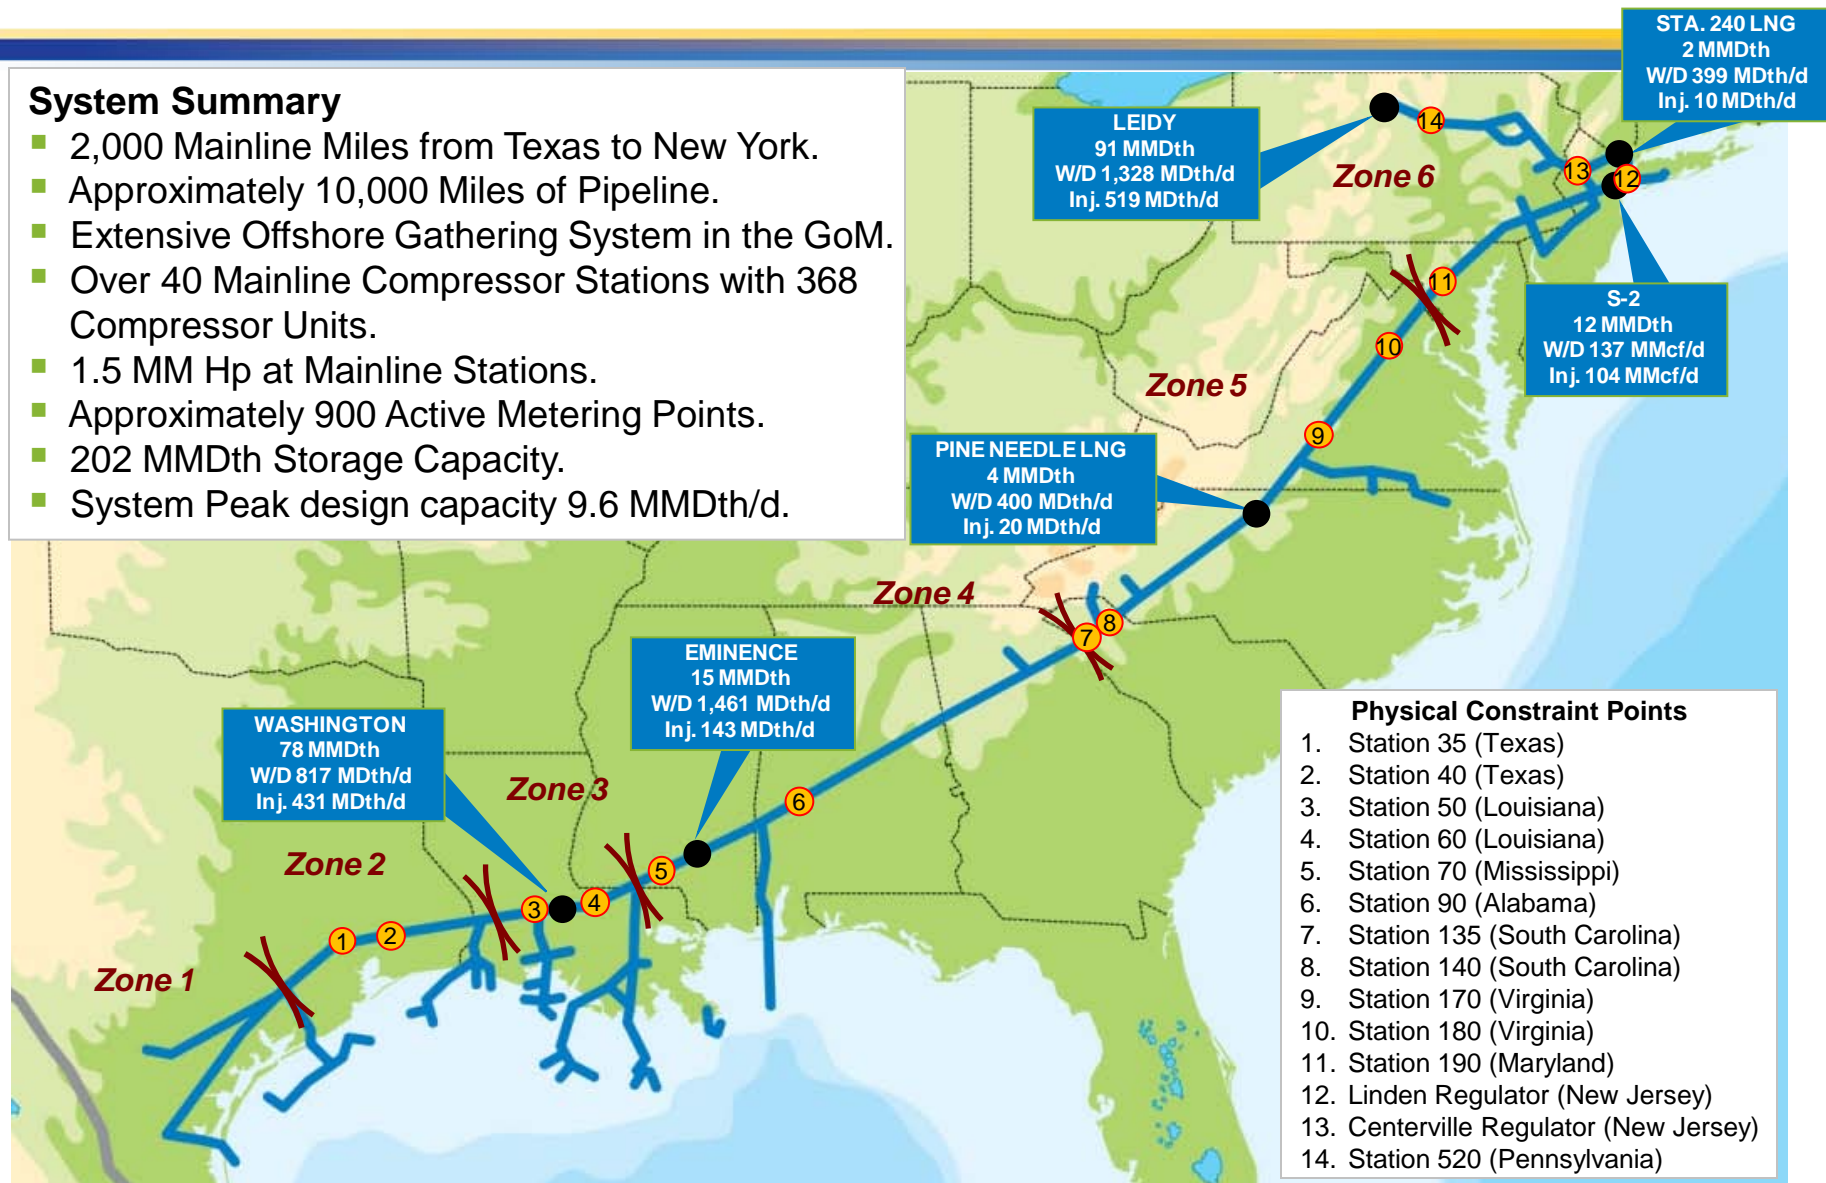 System Summary
▪ 2,000 Mainline Miles from Texas to New York.
▪ Approximately 10,000 Miles of Pipeline.
▪ Extensive Offshore Gathering System in the GoM.
▪ Over 40 Mainline Compressor Stations with 368
Compressor Units.
▪ 1.5 MM Hp at Mainline Stations.
▪ Approximately 900 Active Metering Points.
▪ 202 MMDth Storage Capacity.
▪ System Peak design capacity 9.6 MMDth/d.
STA. 240 LNG
2 MMDth
W/D 399 MDth/d
Inj. 10 MDth/d
LEIDY
91 MMDth
W/D 1,328 MDth/d
Inj. 519 MDth/d
14
Zone 6
13
12
S-2
12 MMDth
W/D 137 MMcf/d
Inj. 104 MMcf/d
11
10
Zone 5
9
PINE NEEDLE LNG
4 MMDth
W/D 400 MDth/d
Inj. 20 MDth/d
Zone 4
8
7
EMINENCE
15 MMDth
W/D 1,461 MDth/d
Inj. 143 MDth/d
WASHINGTON
78 MMDth
W/D 817 MDth/d
Inj. 431 MDth/d
Zone 3
6
Zone 2
5
4
3
2
1
Zone 1
Physical Constraint Points
1. Station 35 (Texas)
2. Station 40 (Texas)
3. Station 50 (Louisiana)
4. Station 60 (Louisiana)
5. Station 70 (Mississippi)
6. Station 90 (Alabama)
7. Station 135 (South Carolina)
8. Station 140 (South Carolina)
9. Station 170 (Virginia)
10. Station 180 (Virginia)
11. Station 190 (Maryland)
12. Linden Regulator (New Jersey)
13. Centerville Regulator (New Jersey)
14. Station 520 (Pennsylvania)